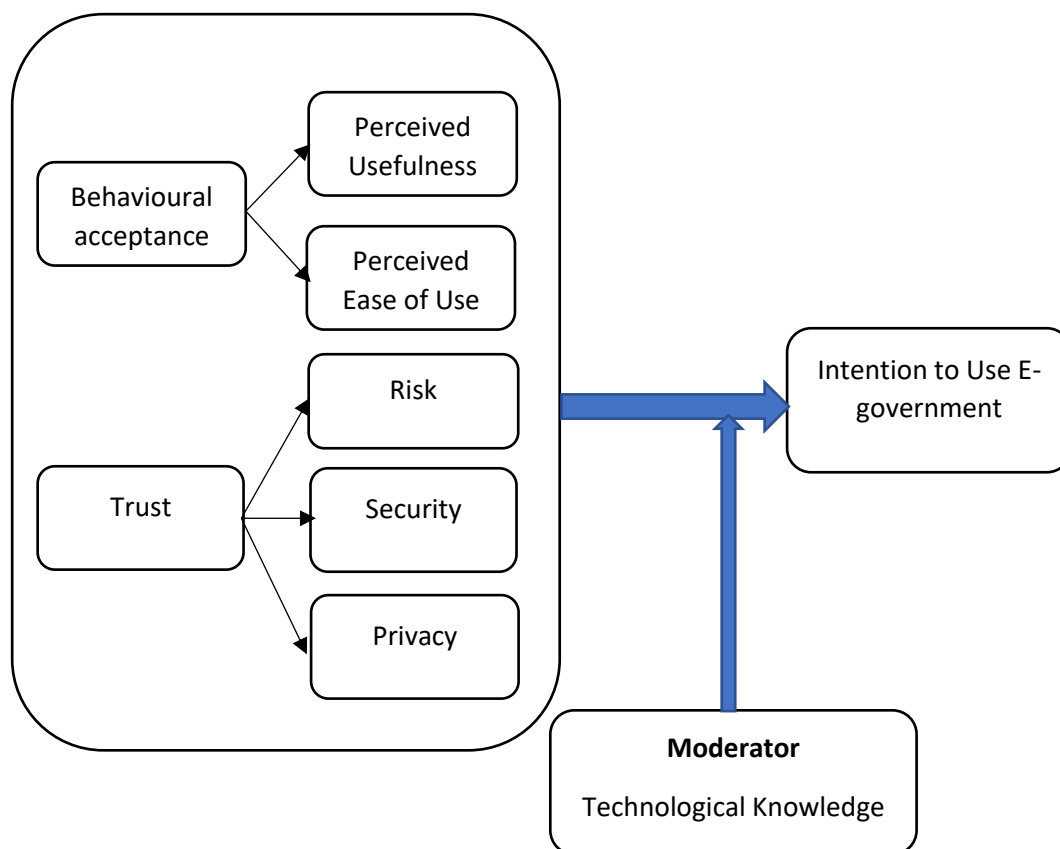 Perceived
Usefulness
Behavioural
acceptance
Perceived
Ease of Use
Risk
Trust
Security
Privacy
Intention to Use E-
government
Moderator
Technological Knowledge